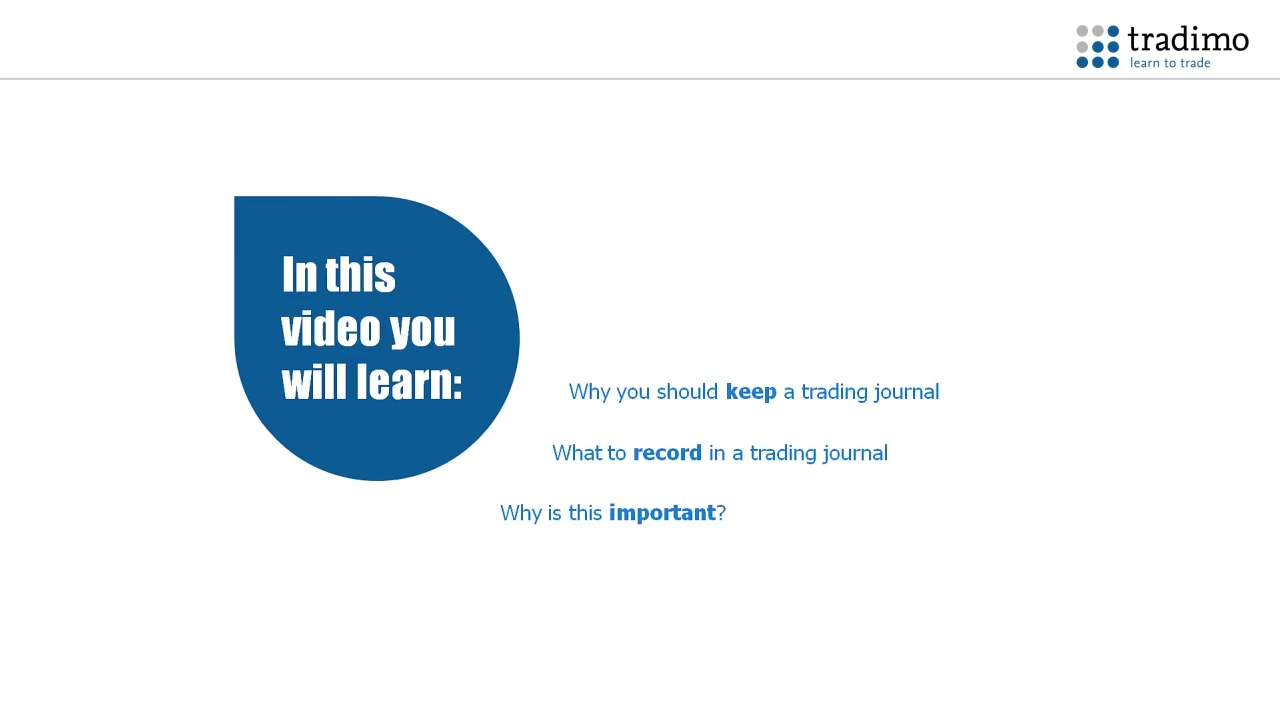 tradimo
learn to trade
In this
video you
will learn:
Why you should keep a trading journal
What to record in a trading journal
Why is this important?